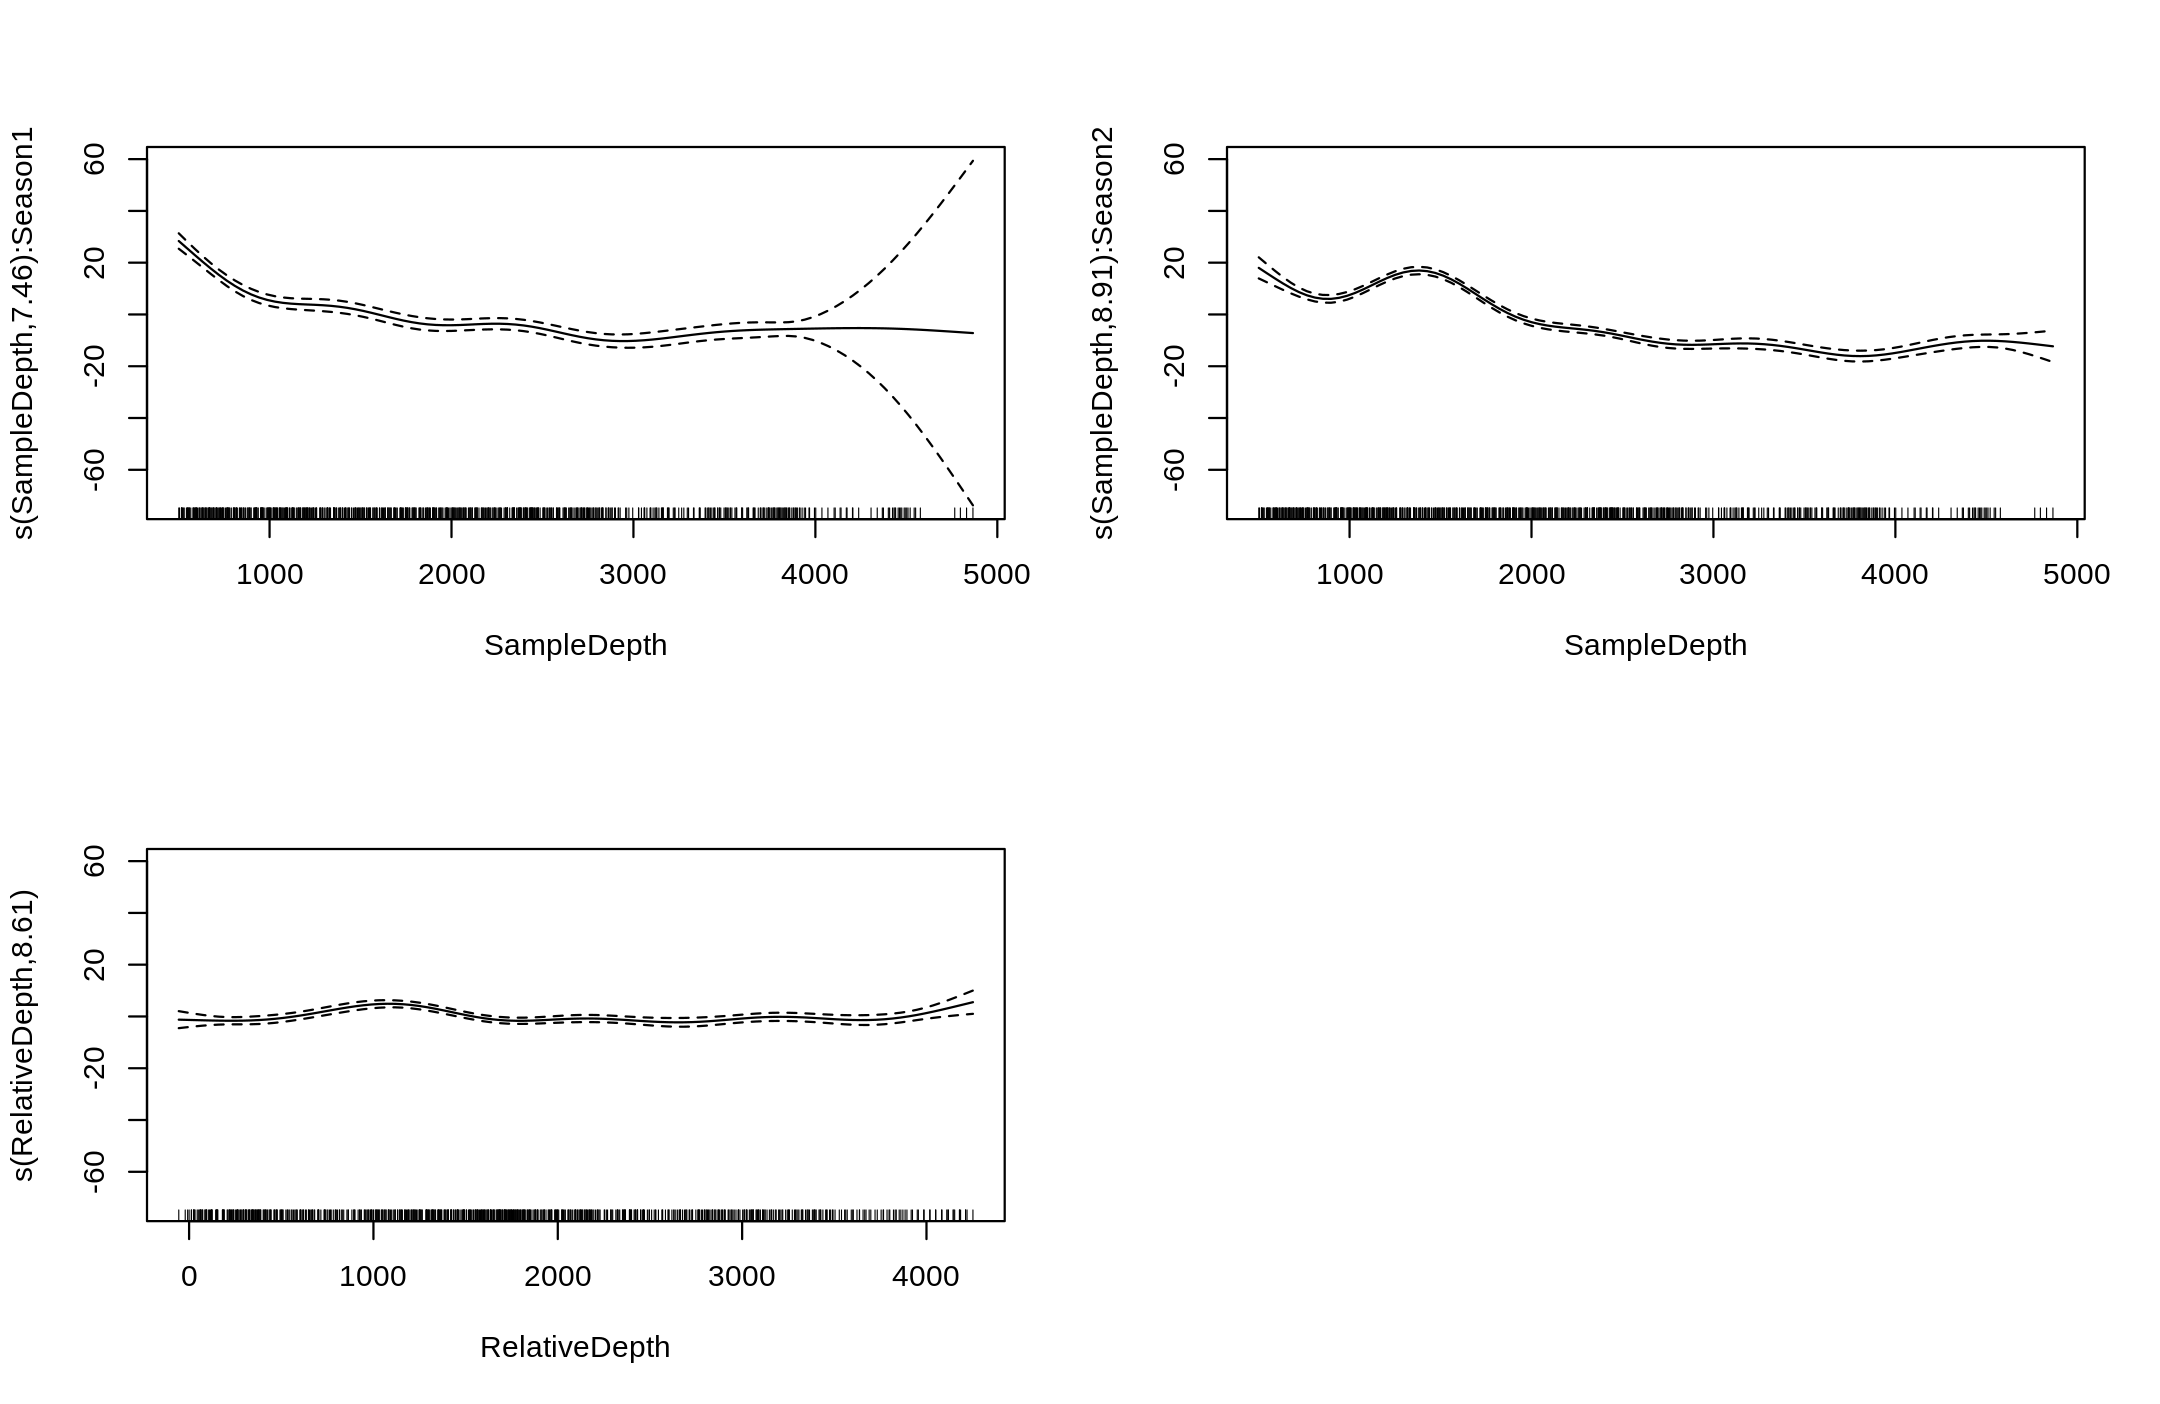 s(SampleDepth,7.46):Season1
60
20
-20
-60
1000 2000 3000 4000 5000
SampleDepth
s(SampleDepth,8.91):Season2
60
20
-20
-60
1000 2000 3000 4000 5000
SampleDepth
s(RelativeDepth,8.61)
60
20
-20
-60
0 1000 2000 3000 4000
RelativeDepth